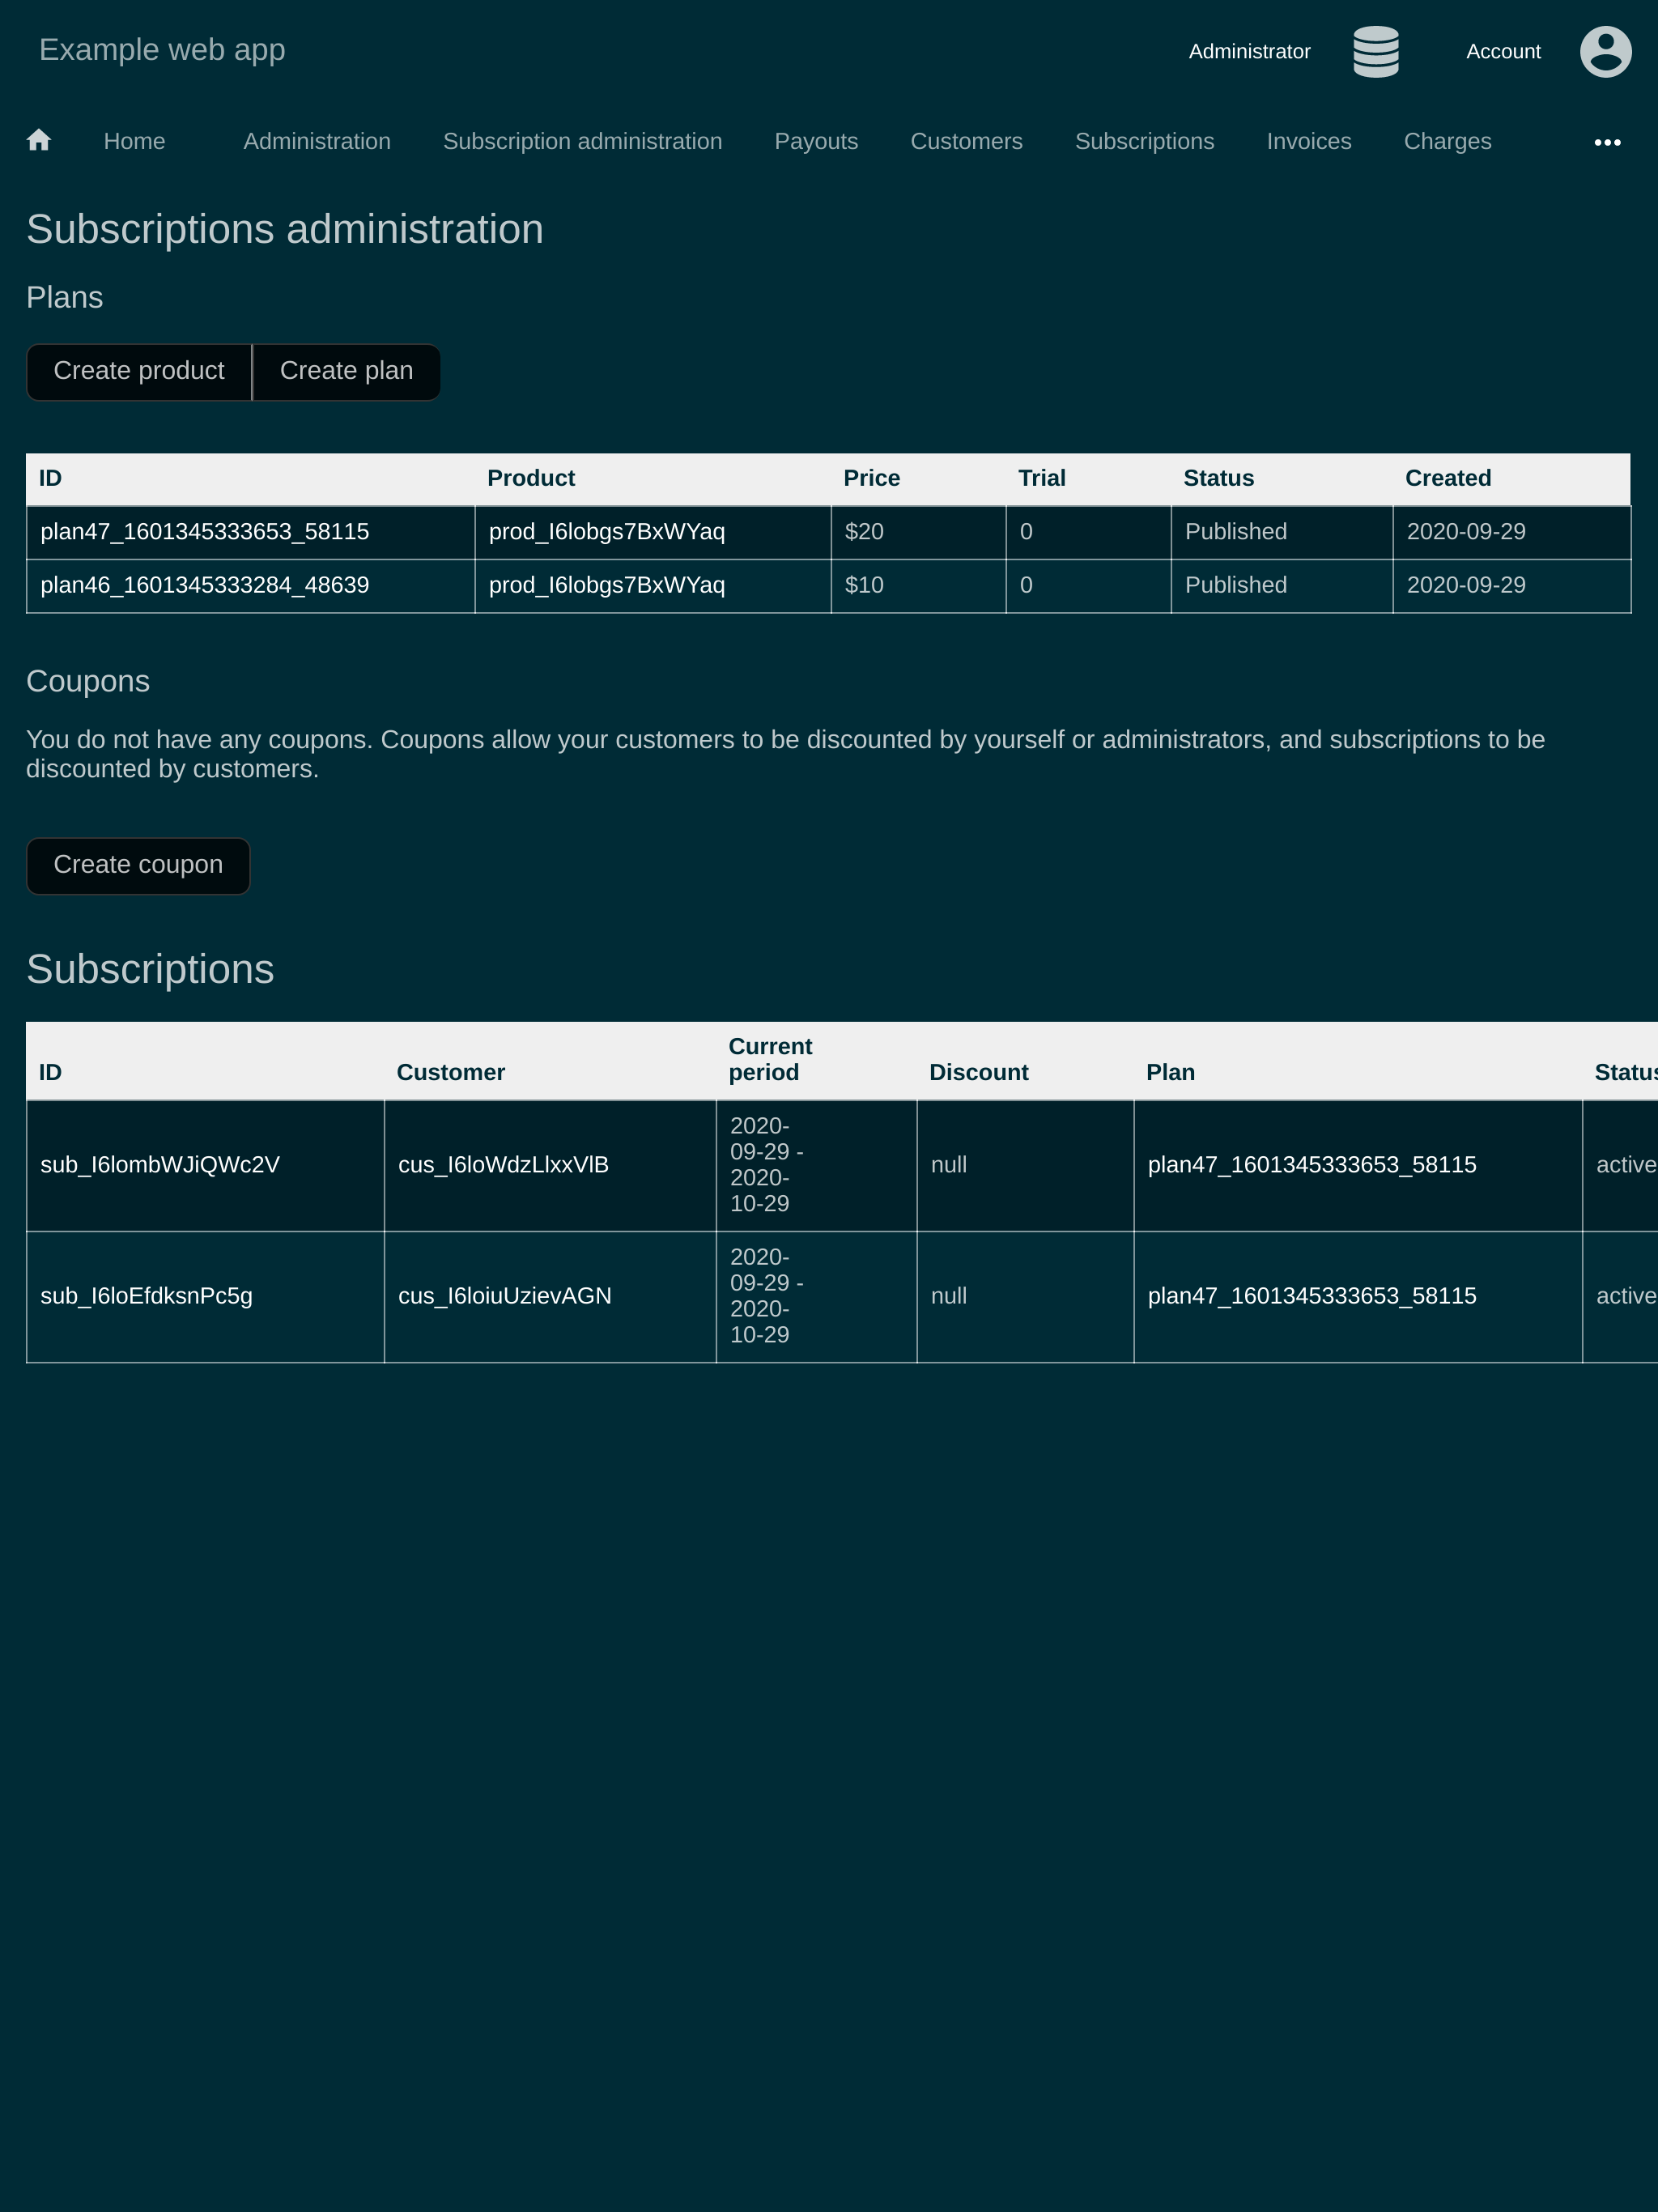 Example web app
Administrator
Account
Home Administration Subscription administration Payouts Customers Subscriptions Invoices Charges
Subscriptions administration
Plans
Create product Create plan
ID Product Price Trial Status Created
plan47_1601345333653_58115 prod_I6lobgs7BxWYaq $20 0 Published 2020-09-29
plan46_1601345333284_48639 prod_I6lobgs7BxWYaq $10 0 Published 2020-09-29
Coupons
You do not have any coupons. Coupons allow your customers to be discounted by yourself or administrators, and subscriptions to be
discounted by customers.
Create coupon
Subscriptions
ID Customer Current
period Discount Plan Status
sub_I6lombWJiQWc2V cus_I6loWdzLlxxVlB 2020-
09-29 -
2020-
10-29 null plan47_1601345333653_58115 active
sub_I6loEfdksnPc5g cus_I6loiuUzievAGN 2020-
09-29 -
2020-
10-29 null plan47_1601345333653_58115 active